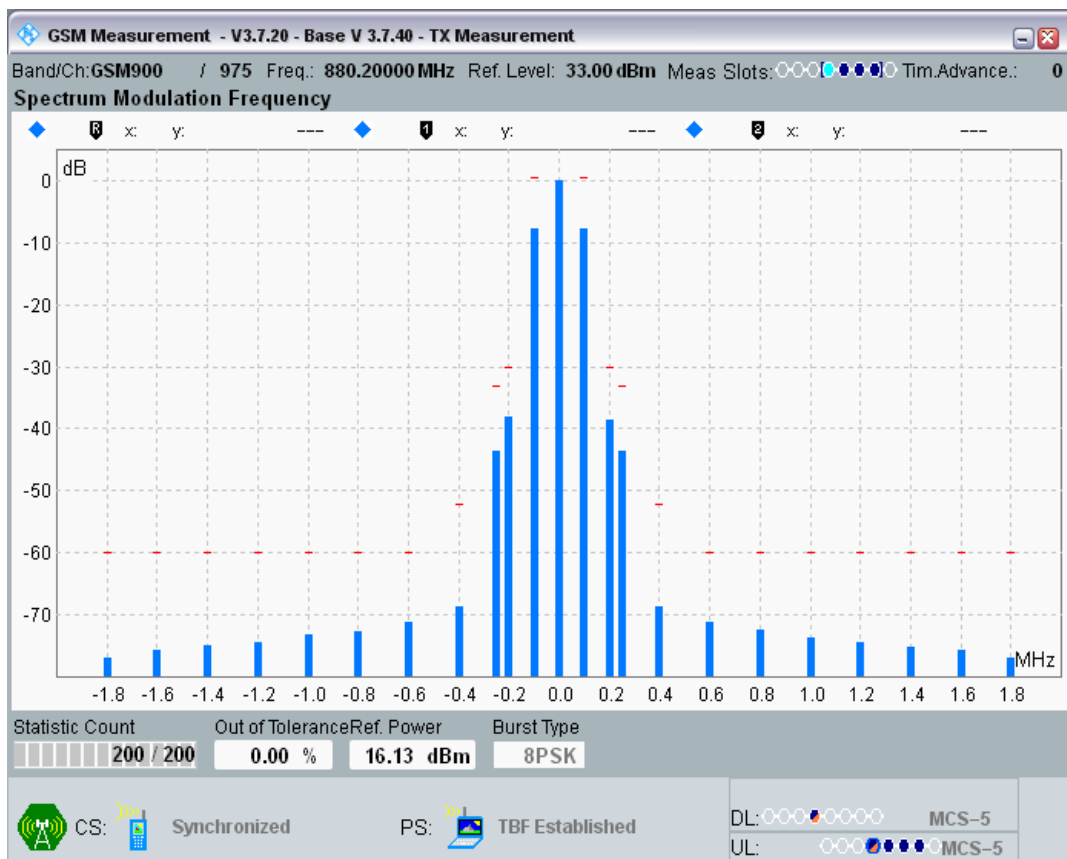 GSM Measurement - V3.7.20 - Base V 3.7.40 - TX Measurement
Band/Ch:GSM900 / 975 Freq.: 880.20000 MHz Ref. Level: 33.00 dBm Meas Slots: Tim.Advance.: 0
Spectrum Modulation Frequency
R x: y: --- 1 x: y: --- 2 x: y: ---
dB
0
-10
-20
-30
-40
-50
-60
-70
MHz
-1.8 -1.6 -1.4 -1.2 -1.0 -0.8 -0.6 -0.4 -0.2 0.0 0.2 0.4 0.6 0.8 1.0 1.2 1.4 1.6 1.8
Statistic Count Out of Tolerance Ref. Power Burst Type
200 / 200 0.00 % 16.13 dBm 8PSK
CS: Synchronized PS: TBF Established
DL: MCS-5
UL: MCS-5